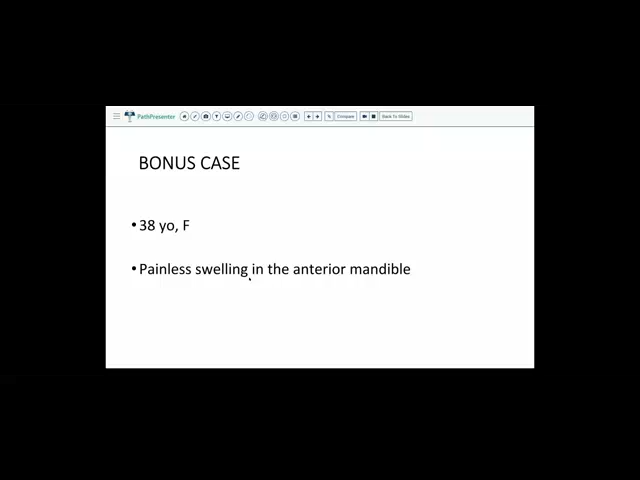 PathPresenter
Compare
Back To Slides
BONUS CASE
• 38 yo, F
• Painless swelling in the anterior mandible